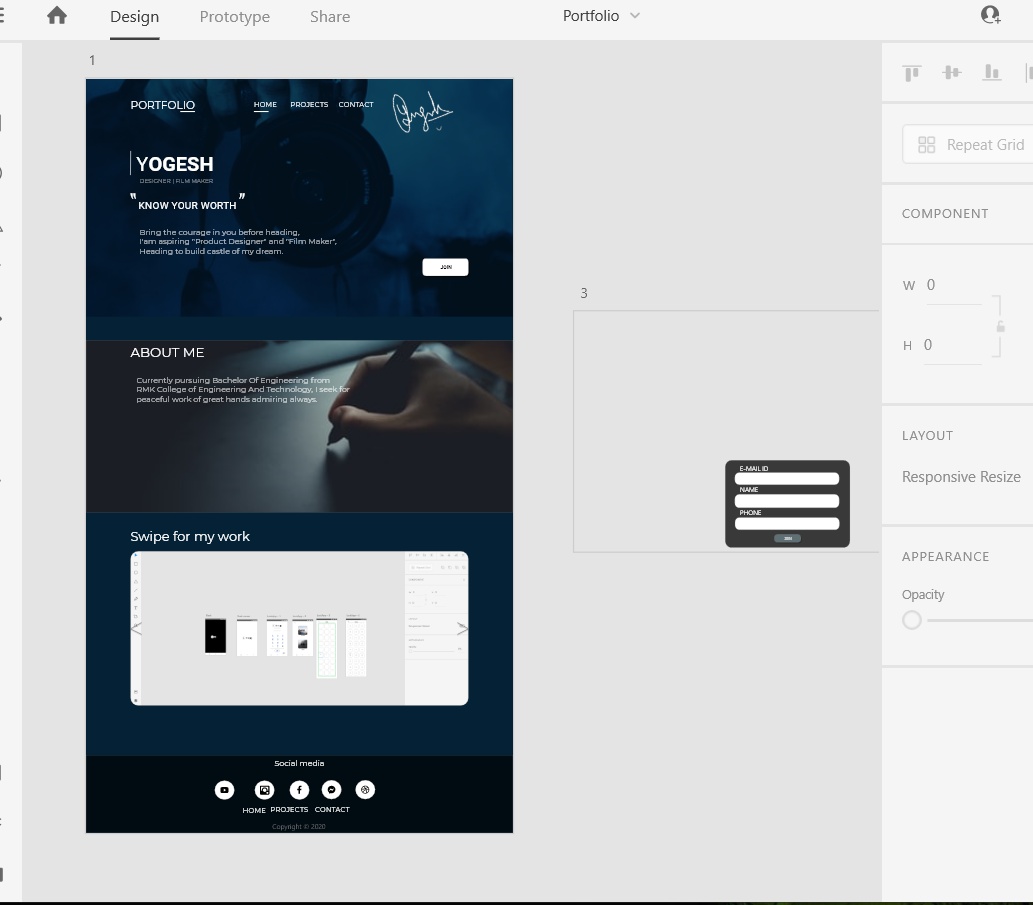 Design Prototype Share Portfolio
1
PORTFOLIO HOME PROJECTS CONTACT
YOGESH
DESIGNER | FILM MAKER
" KNOW YOUR WORTH "
Bring the courage in you before heading,
I'am aspiring "Product Designer" and "Film Maker",
Heading to build castle of my dream.
JOIN
ABOUT ME
Currently pursuing Bachelor Of Engineering from
RMK College of Engineering And Technology, I seek for
peaceful work of great hands admiring always.
Swipe for my work
Social media
HOME PROJECTS CONTACT
Copyright © 2020
3
E-MAIL ID
NAME
PHONE
Repeat Grid
COMPONENT
W 0
H 0
LAYOUT
Responsive Resize
APPEARANCE
Opacity